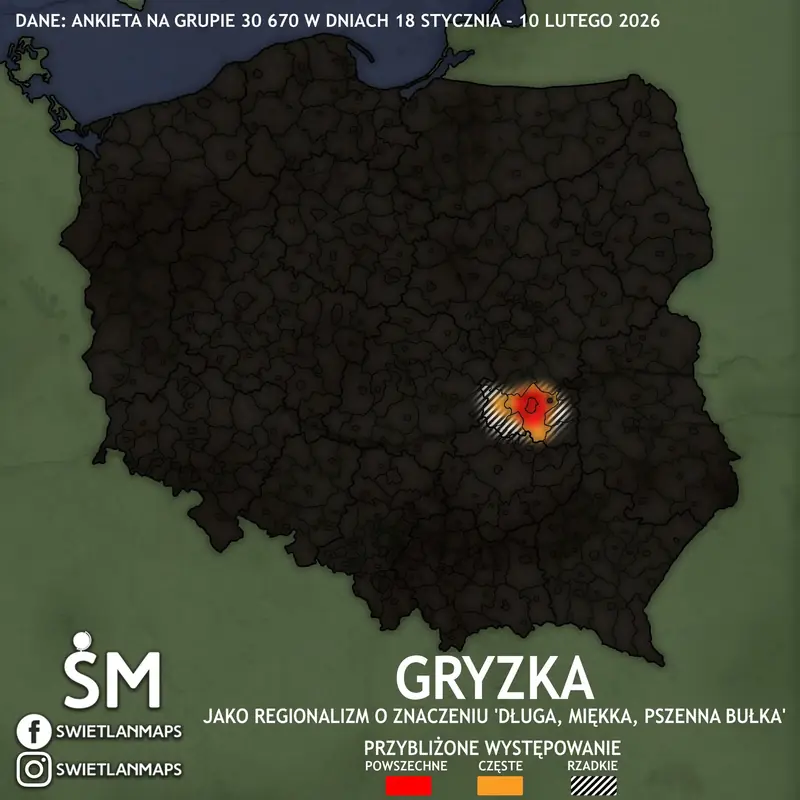 DANE: ANKIETA NA GRUPIE 30 670 W DNIACH 18 STYCZNIA - 10 LUTEGO 2026
ŚM
SWIETLANMAPS
SWIETLANMAPS
GRYZKA
JAKO REGIONALIZM O ZNACZENIU 'DŁUGA, MIĘKKA, PSZENNA BUŁKA'
PRZYBLIŻONE WYSTĘPOWANIE
POWSZECHNE CZĘSTE RZADKIE